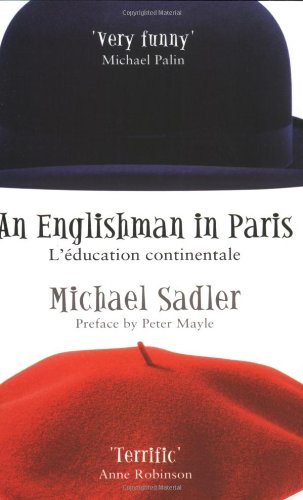 'Very funny'
Michael Palin
An Englishman in Paris
L'éducation continentale
Michael Sadler
Preface by Peter Mayle
'Terrific'
Anne Robinson